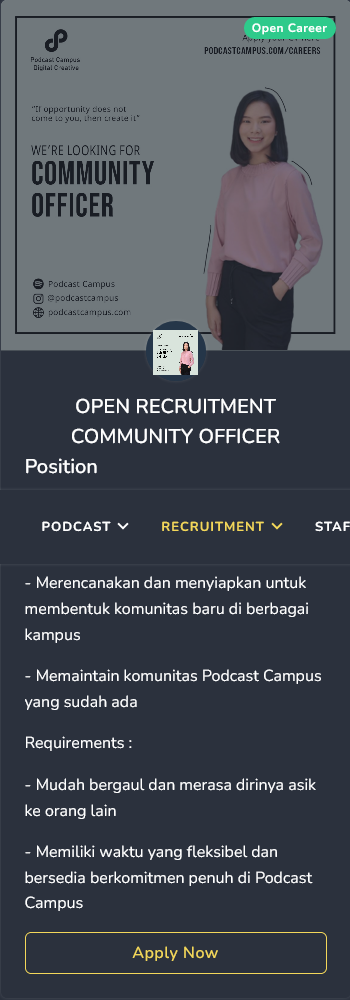 Open Career
Podcast Campus
Digital Creative
PODCASTCAMPUS.COM/CAREERS
"If opportunity does not
come to you, then create it"
WE'RE LOOKING FOR
COMMUNITY
OFFICER
Podcast Campus
@podcastcampus
podcastcampus.com
OPEN RECRUITMENT
COMMUNITY OFFICER
Position
PODCAST
RECRUITMENT
STAF
- Merencanakan dan menyiapkan untuk
membentuk komunitas baru di berbagai
kampus
- Memaintain komunitas Podcast Campus
yang sudah ada
Requirements :
- Mudah bergaul dan merasa dirinya asik
ke orang lain
- Memiliki waktu yang fleksibel dan
bersedia berkomitmen penuh di Podcast
Campus
Apply Now